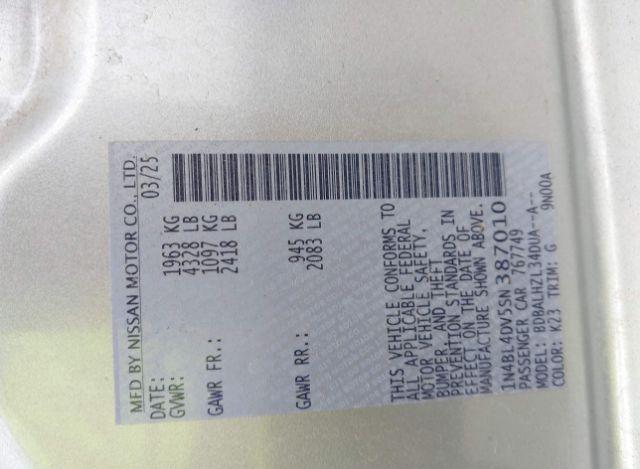 MFD BY NISSAN MOTOR CO., LTD.
DATE: 03/25
GVWR: 1963 KG
4328 LB
GAWR FR.: 1097 KG
2418 LB
GAWR RR.: 945 KG
2083 LB
THIS VEHICLE CONFORMS TO
ALL APPLICABLE FEDERAL
MOTOR VEHICLE SAFETY,
BUMPER, AND THEFT
PREVENTION STANDARDS IN
EFFECT ON THE DATE OF
MANUFACTURE SHOWN ABOVE.
1N4BL4DV5SN387010
PASSENGER CAR 767749
MODEL: BDBALHZL34DUA--A--
COLOR: K23 TRIM: G 9N00A